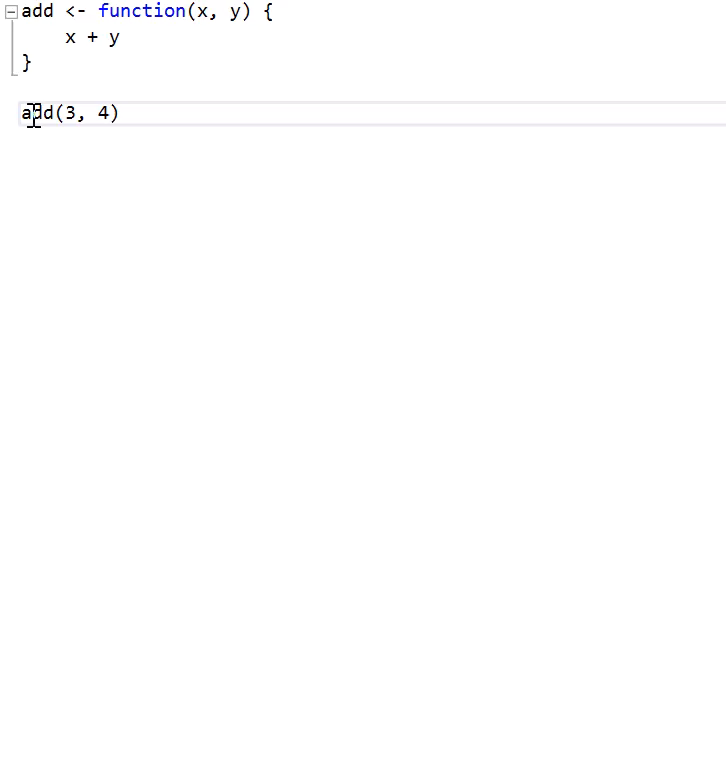 add <- function(x, y) {
    x + y
}
add(3, 4)